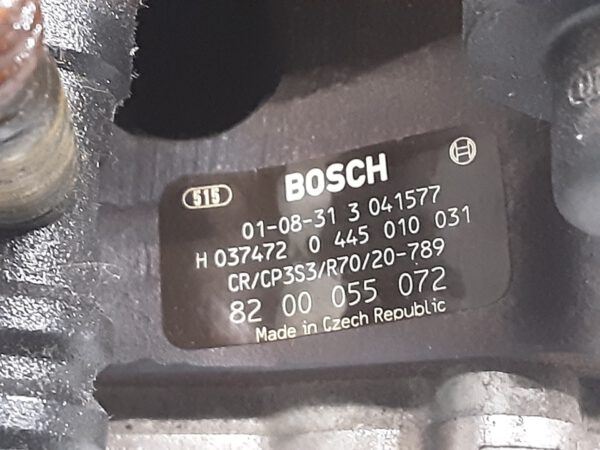 515 BOSCH
01-08-31 3 041577
H 037472 0 445 010 031
CR/CP3S3/R70/20-789
82 00 055 072
Made in Czech Republic